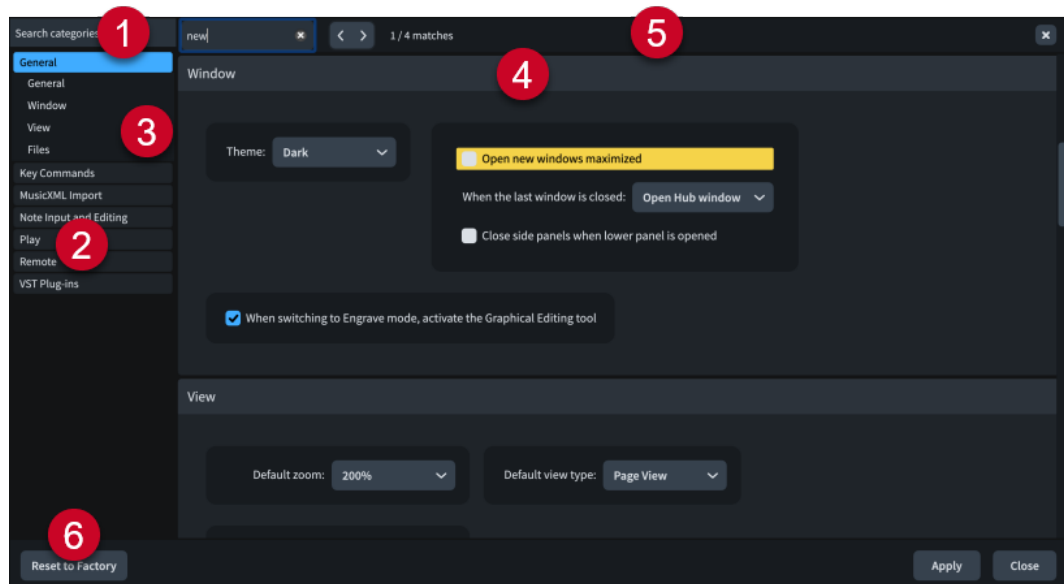 Search categories
1
new
1 / 4 matches
5
General
General
Window
View
Files
3
Key Commands
MusicXML Import
Note Input and Editing
Play
2
Remote
VST Plug-ins
Window
4
Theme: Dark
Open new windows maximized
When the last window is closed: Open Hub window
Close side panels when lower panel is opened
When switching to Engrave mode, activate the Graphical Editing tool
View
Default zoom: 200%
Default view type: Page View
6
Reset to Factory
Apply
Close